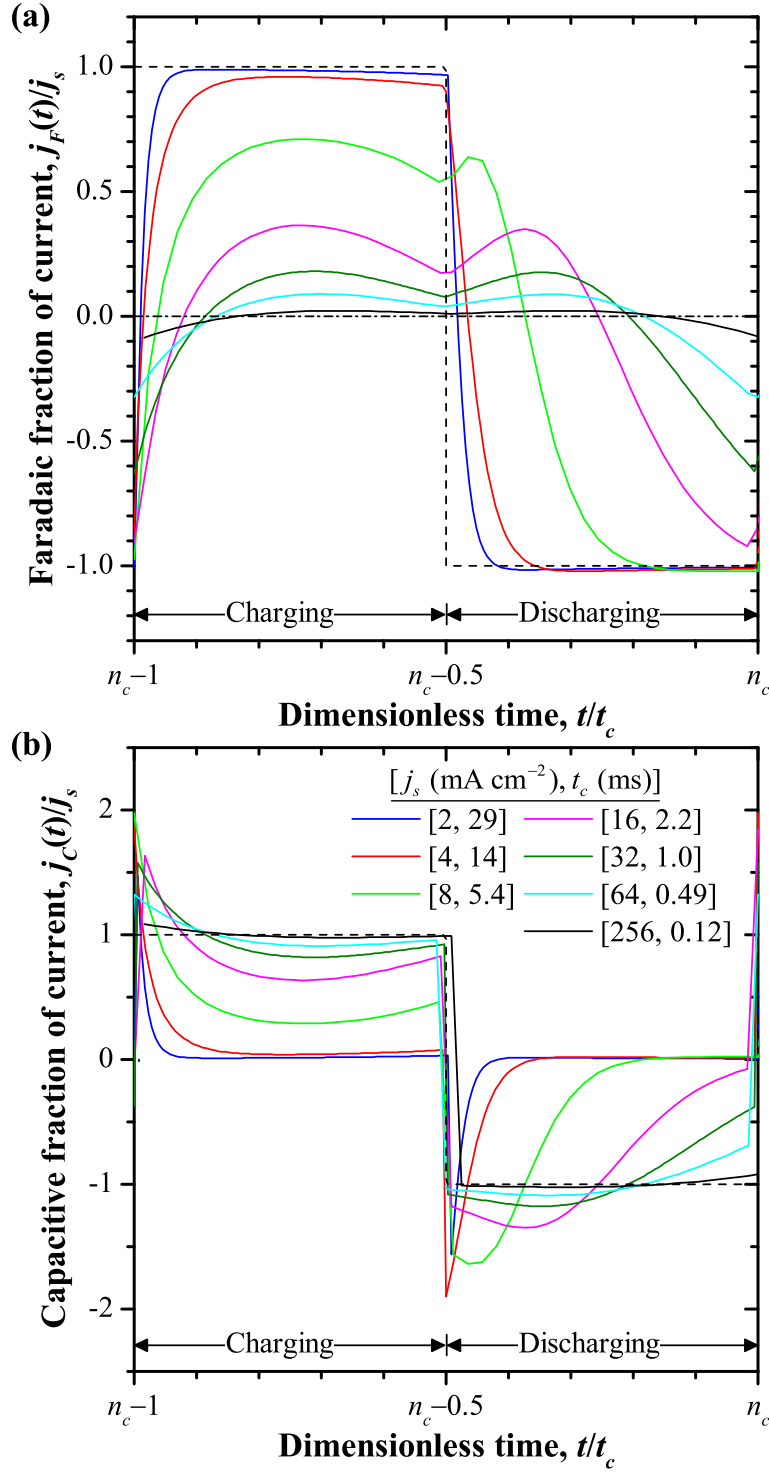 (a)
Faradaic fraction of current, j_F(t)/j_s
1.0
0.5
0.0
-0.5
-1.0
Charging
Discharging
n_c−1
n_c−0.5
n_c
Dimensionless time, t/t_c
(b)
Capacitive fraction of current, j_C(t)/j_s
2
1
0
-1
-2
[j_s (mA cm⁻²), t_c (ms)]
[2, 29]
[16, 2.2]
[4, 14]
[32, 1.0]
[8, 5.4]
[64, 0.49]
[256, 0.12]
Charging
Discharging
n_c−1
n_c−0.5
n_c
Dimensionless time, t/t_c